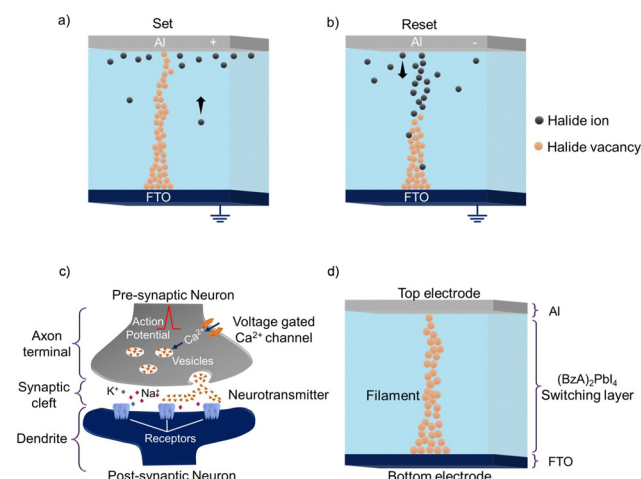 a)
Set
Al
+
FTO
b)
Reset
Al
-
FTO
Halide ion
Halide vacancy
c)
Pre-synaptic Neuron
Axon
terminal
Action
Potential
Ca²⁺
Voltage gated
Ca²⁺ channel
Vesicles
Synaptic
cleft
K⁺
Na⁺
Neurotransmitter
Dendrite
Receptors
Post-synaptic Neuron
d)
Top electrode
Al
Filament
(BzA)₂PbI₄
Switching layer
FTO
Bottom electrode